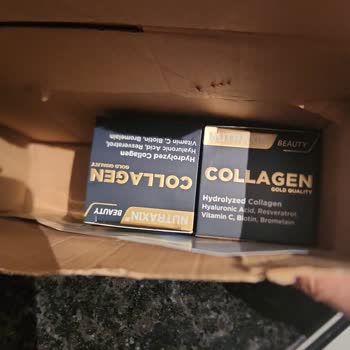 NUTRAXIN
BEAUTY
COLLAGEN
GOLD QUALITY
Hydrolyzed Collagen
Hyaluronic Acid, Resveratrol,
Vitamin C, Biotin, Bromelain
NUTRAXIN
BEAUTY
COLLAGEN
GOLD QUALITY
Hydrolyzed Collagen
Hyaluronic Acid, Resveratrol,
Vitamin C, Biotin, Bromelain